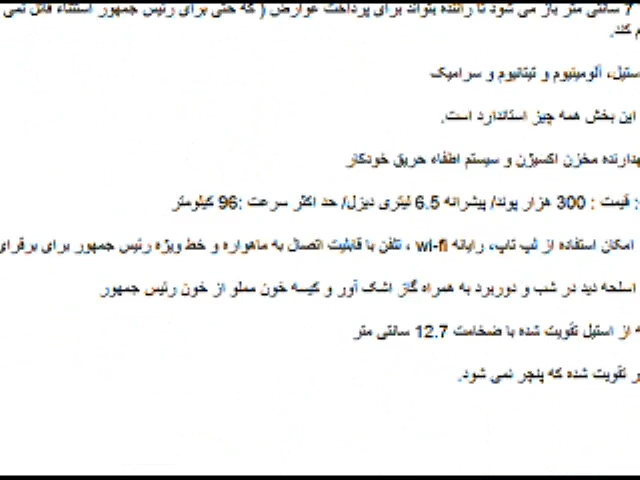 7 سانتی متر باز می شود تا راننده بتواند برای پرداخت عوارض ( که حتی برای رئیس جمهور استثناء قائل نمی
کند.
ستیل، آلومینیوم و تیتانیوم و سرامیک
این بخش همه چیز استاندارد است.
هدارنده مخزن اکسیژن و سیستم اطفاء حریق خودکار
: قیمت : 300 هزار پوند/ پیشرانه 6.5 لیتری دیزل/ حد اکثر سرعت :96 کیلومتر
امکان استفاده از لپ تاپ، رایانه wi-fi ، تلفن با قابلیت اتصال به ماهواره و خط ویژه رئیس جمهور برای برقرای
اسلحه دید در شب و دوربرد به همراه گاز اشک آور و کیسه خون مملو از خون رئیس جمهور
ه از استیل تقویت شده با ضخامت 12.7 سانتی متر
ر تقویت شده که پنچر نمی شود.